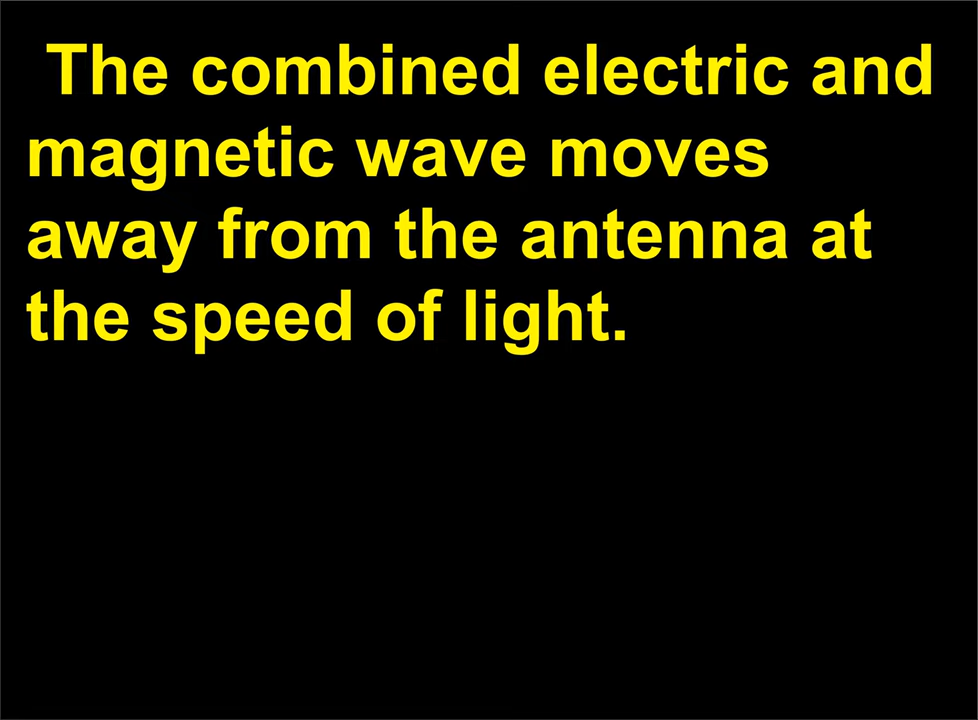 The combined electric and
magnetic wave moves
away from the antenna at
the speed of light.